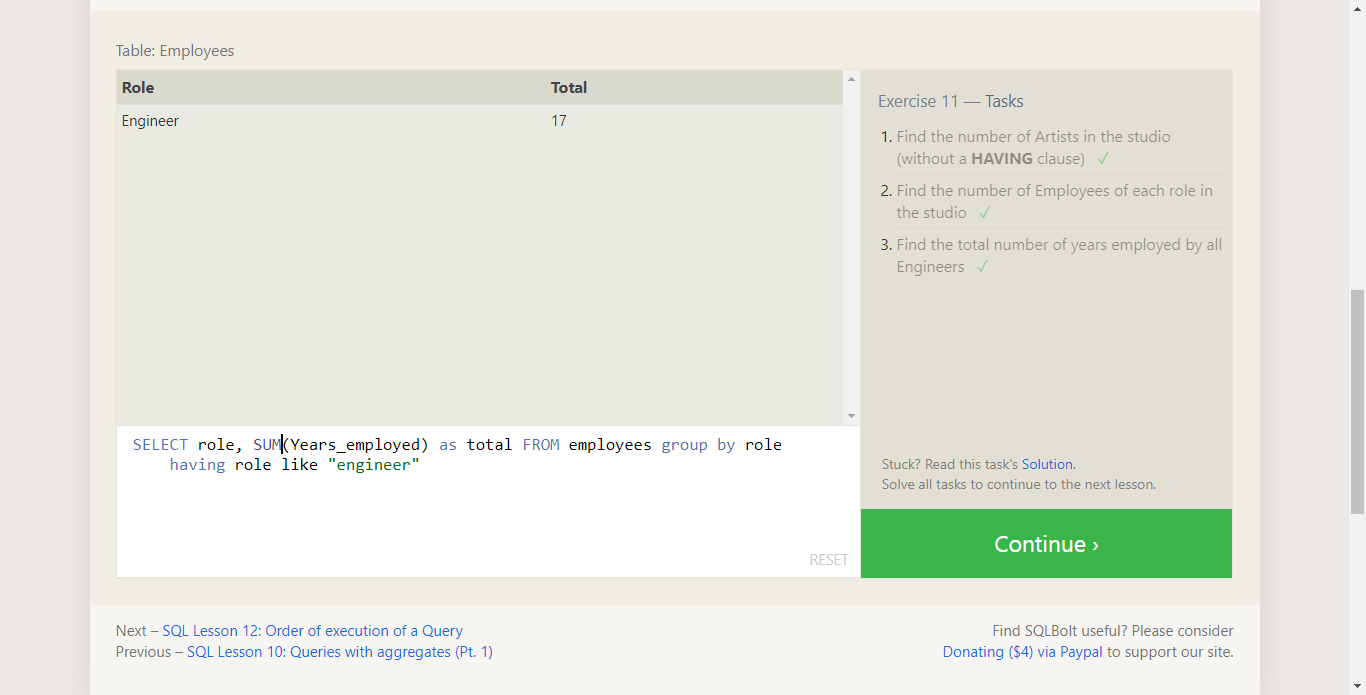 Table: Employees
Role Total
Engineer 17
Exercise 11 — Tasks
1. Find the number of Artists in the studio
(without a HAVING clause) ✓
2. Find the number of Employees of each role in
the studio ✓
3. Find the total number of years employed by all
Engineers ✓
SELECT role, SUM(Years_employed) as total FROM employees group by role
having role like "engineer"
RESET
Stuck? Read this task's Solution.
Solve all tasks to continue to the next lesson.
Continue ›
Next – SQL Lesson 12: Order of execution of a Query
Previous – SQL Lesson 10: Queries with aggregates (Pt. 1)
Find SQLBolt useful? Please consider
Donating ($4) via Paypal to support our site.